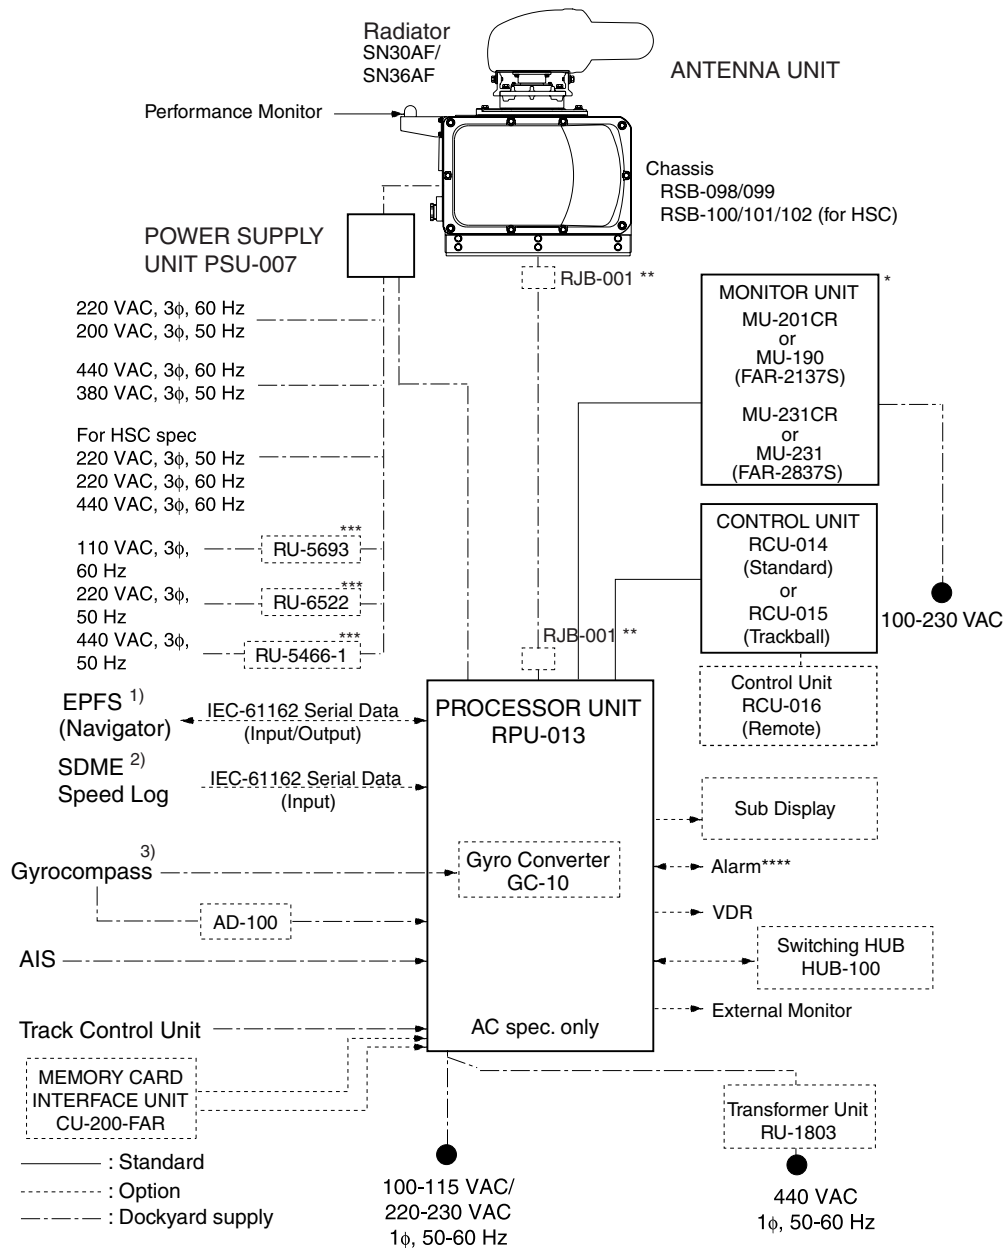 Radiator
SN30AF/
SN36AF
ANTENNA UNIT
Performance Monitor
Chassis
RSB-098/099
RSB-100/101/102 (for HSC)
POWER SUPPLY
UNIT PSU-007
RJB-001 **
220 VAC, 3ϕ, 60 Hz
200 VAC, 3ϕ, 50 Hz
440 VAC, 3ϕ, 60 Hz
380 VAC, 3ϕ, 50 Hz
For HSC spec
220 VAC, 3ϕ, 50 Hz
220 VAC, 3ϕ, 60 Hz
440 VAC, 3ϕ, 60 Hz
110 VAC, 3ϕ,
60 Hz
RU-5693
***
220 VAC, 3ϕ,
50 Hz
RU-6522
***
440 VAC, 3ϕ,
50 Hz
RU-5466-1
***
MONITOR UNIT
*
MU-201CR
or
MU-190
(FAR-2137S)
MU-231CR
or
MU-231
(FAR-2837S)
CONTROL UNIT
RCU-014
(Standard)
or
RCU-015
(Trackball)
100-230 VAC
Control Unit
RCU-016
(Remote)
RJB-001 **
PROCESSOR UNIT
RPU-013
EPFS 1)
(Navigator)
IEC-61162 Serial Data
(Input/Output)
SDME 2)
Speed Log
IEC-61162 Serial Data
(Input)
Gyrocompass 3)
Gyro Converter
GC-10
AD-100
AIS
Track Control Unit
AC spec. only
MEMORY CARD
INTERFACE UNIT
CU-200-FAR
Sub Display
Alarm****
VDR
Switching HUB
HUB-100
External Monitor
Transformer Unit
RU-1803
: Standard
: Option
: Dockyard supply
100-115 VAC/
220-230 VAC
1ϕ, 50-60 Hz
440 VAC
1ϕ, 50-60 Hz